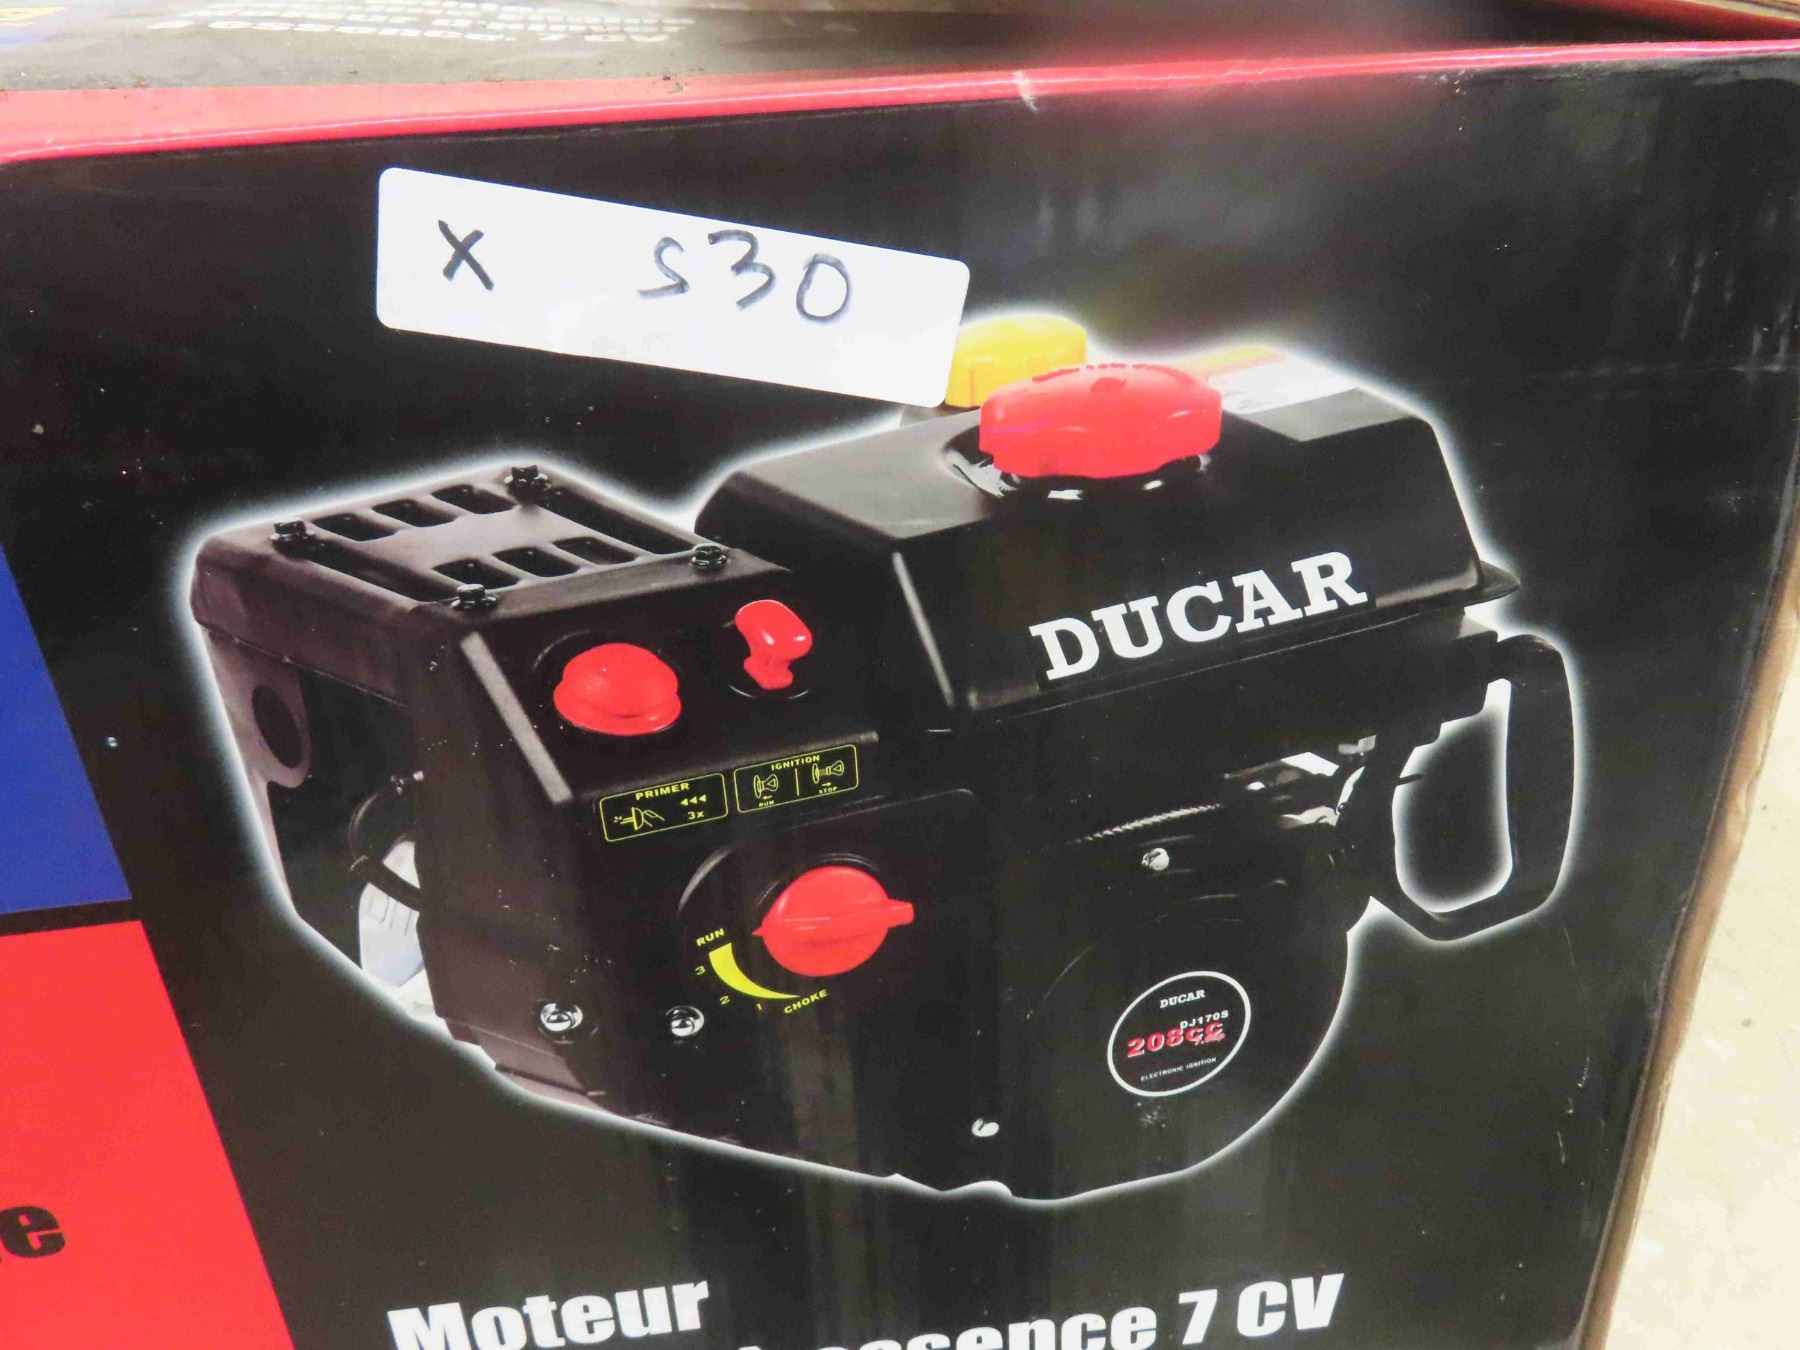 X S30
DUCAR
PRIMER
3x
IGNITION
RUN STOP
RUN
3
2
1
CHOKE
DUCAR
DJ170S
208cc
ELECTRONIC IGNITION
Moteur
essence 7 CV